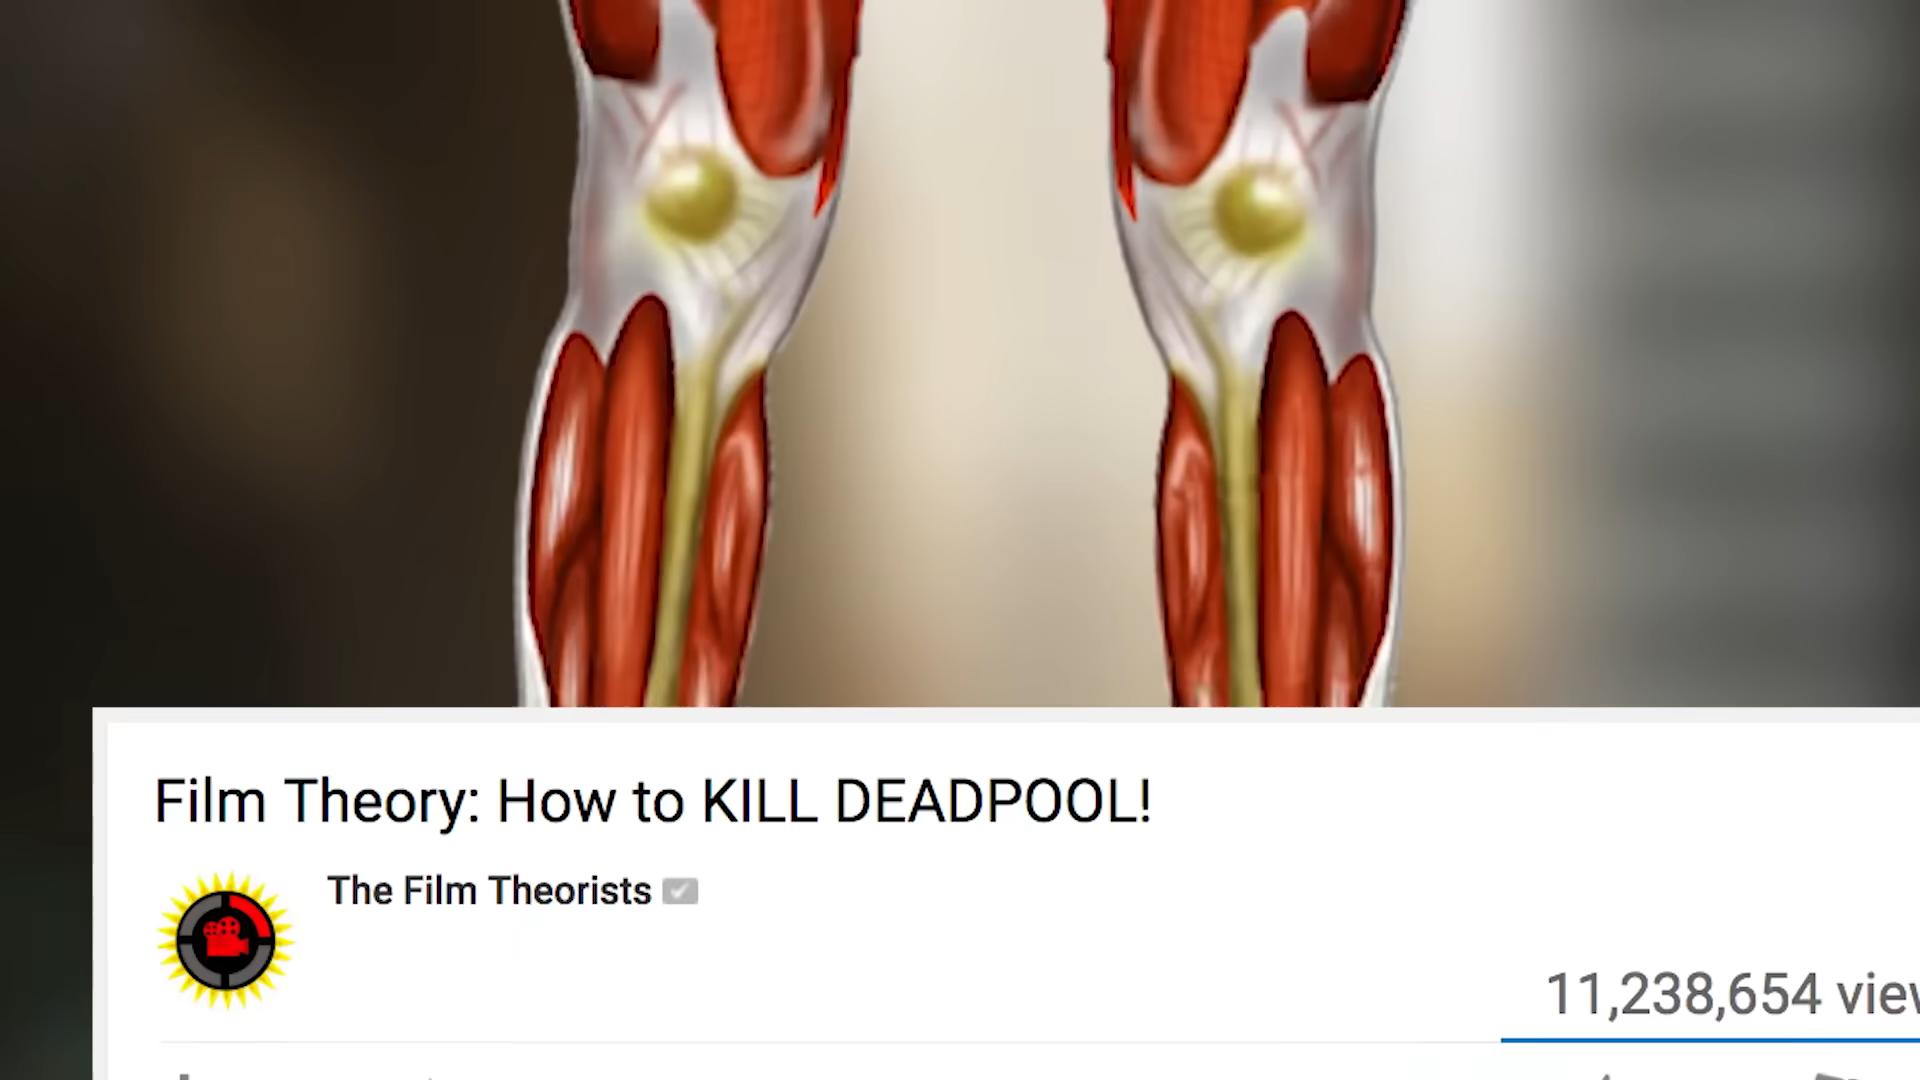 Film Theory: How to KILL DEADPOOL!
The Film Theorists
11,238,654